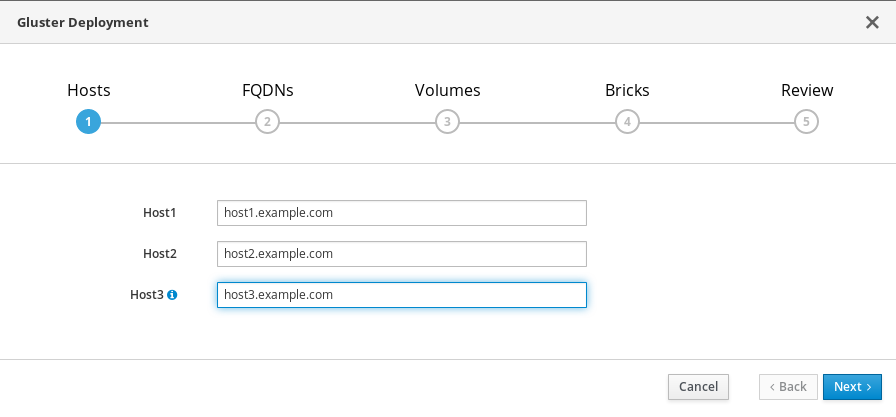 Gluster Deployment
Hosts FQDNs Volumes Bricks Review
1 2 3 4 5
Host1 host1.example.com
Host2 host2.example.com
Host3 host3.example.com
Cancel < Back Next >